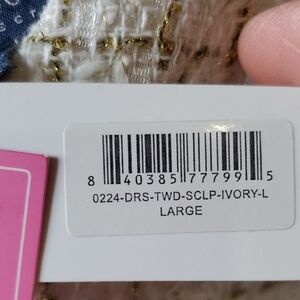 8 40385 77799 5
0224-DRS-TWD-SCLP-IVORY-L
LARGE